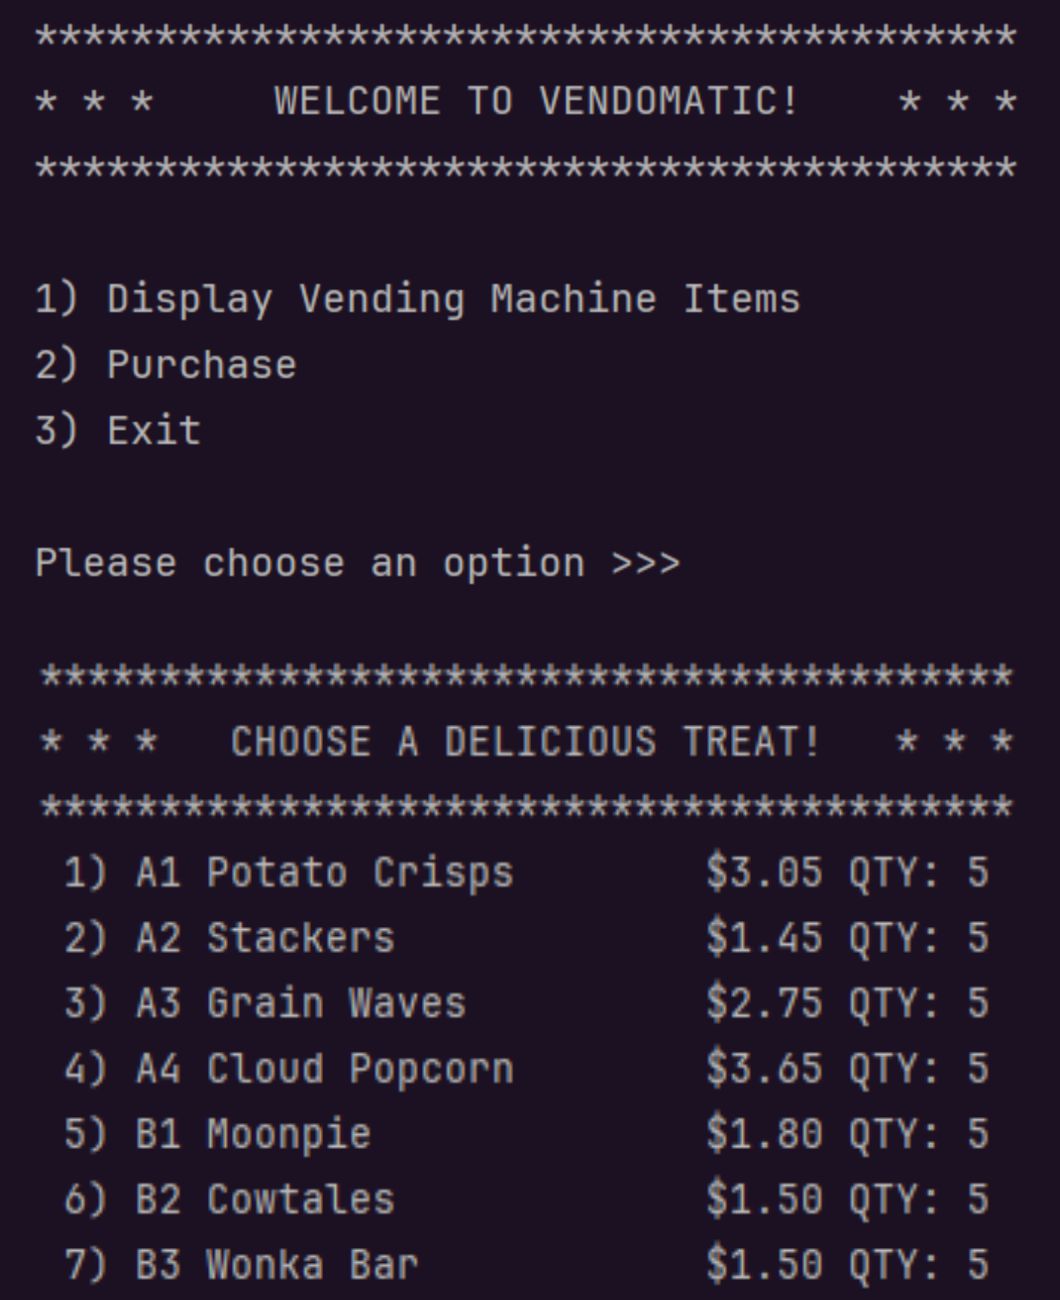 *****************************************
* * *     WELCOME TO VENDOMATIC!    * * *
*****************************************
1) Display Vending Machine Items
2) Purchase
3) Exit
Please choose an option >>>
*****************************************
* * *   CHOOSE A DELICIOUS TREAT!   * * *
*****************************************
1) A1 Potato Crisps        $3.05 QTY: 5
2) A2 Stackers             $1.45 QTY: 5
3) A3 Grain Waves          $2.75 QTY: 5
4) A4 Cloud Popcorn        $3.65 QTY: 5
5) B1 Moonpie              $1.80 QTY: 5
6) B2 Cowtales             $1.50 QTY: 5
7) B3 Wonka Bar            $1.50 QTY: 5